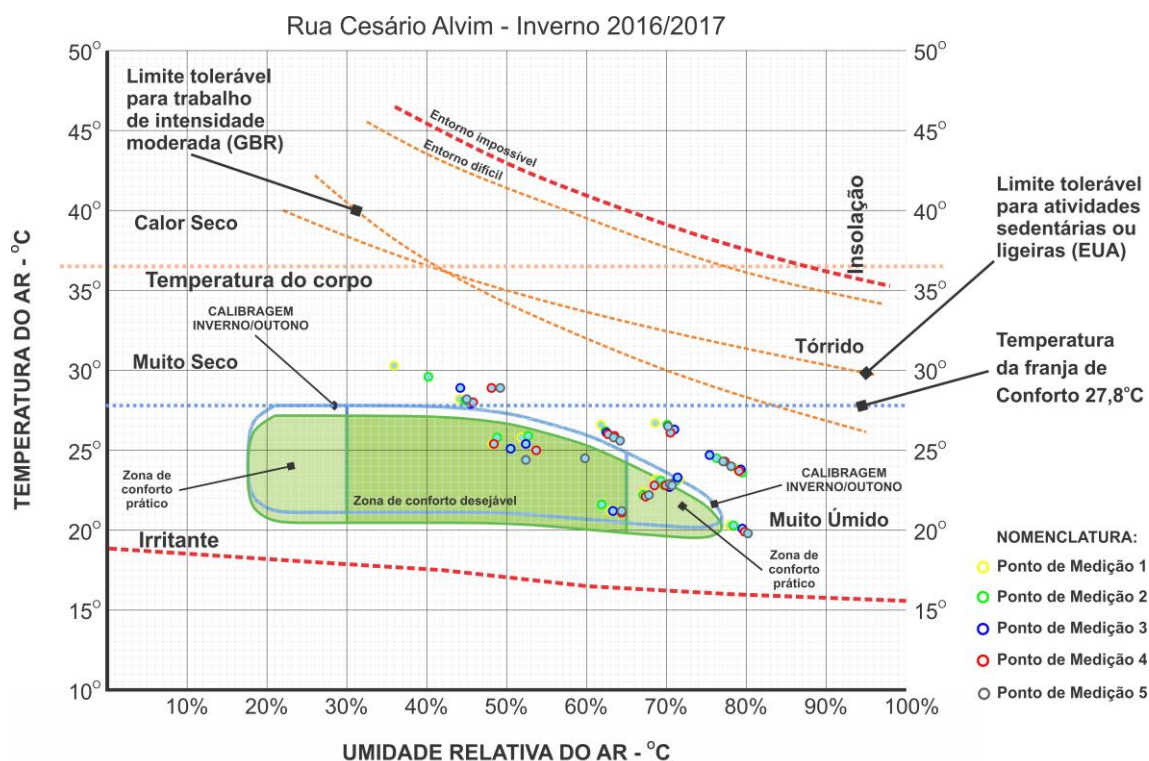 Rua Cesário Alvim - Inverno 2016/2017
50°
45°
40°
35°
30°
25°
20°
15°
10°
TEMPERATURA DO AR - °C
Limite tolerável
para trabalho
de intensidade
moderada (GBR)
Calor Seco
Temperatura do corpo
CALIBRAGEM
INVERNO/OUTONO
Muito Seco
Entorno impossível
Entorno difícil
Insolação
Tórrido
Zona de
conforto
prático
Zona de conforto desejável
CALIBRAGEM
INVERNO/OUTONO
Muito Úmido
Irritante
Zona de
conforto
prático
50°
45°
40°
35°
30°
25°
20°
15°
Limite tolerável
para atividades
sedentárias ou
ligeiras (EUA)
Temperatura
da franja de
Conforto 27,8°C
NOMENCLATURA:
Ponto de Medição 1
Ponto de Medição 2
Ponto de Medição 3
Ponto de Medição 4
Ponto de Medição 5
10% 20% 30% 40% 50% 60% 70% 80% 90% 100%
UMIDADE RELATIVA DO AR - °C